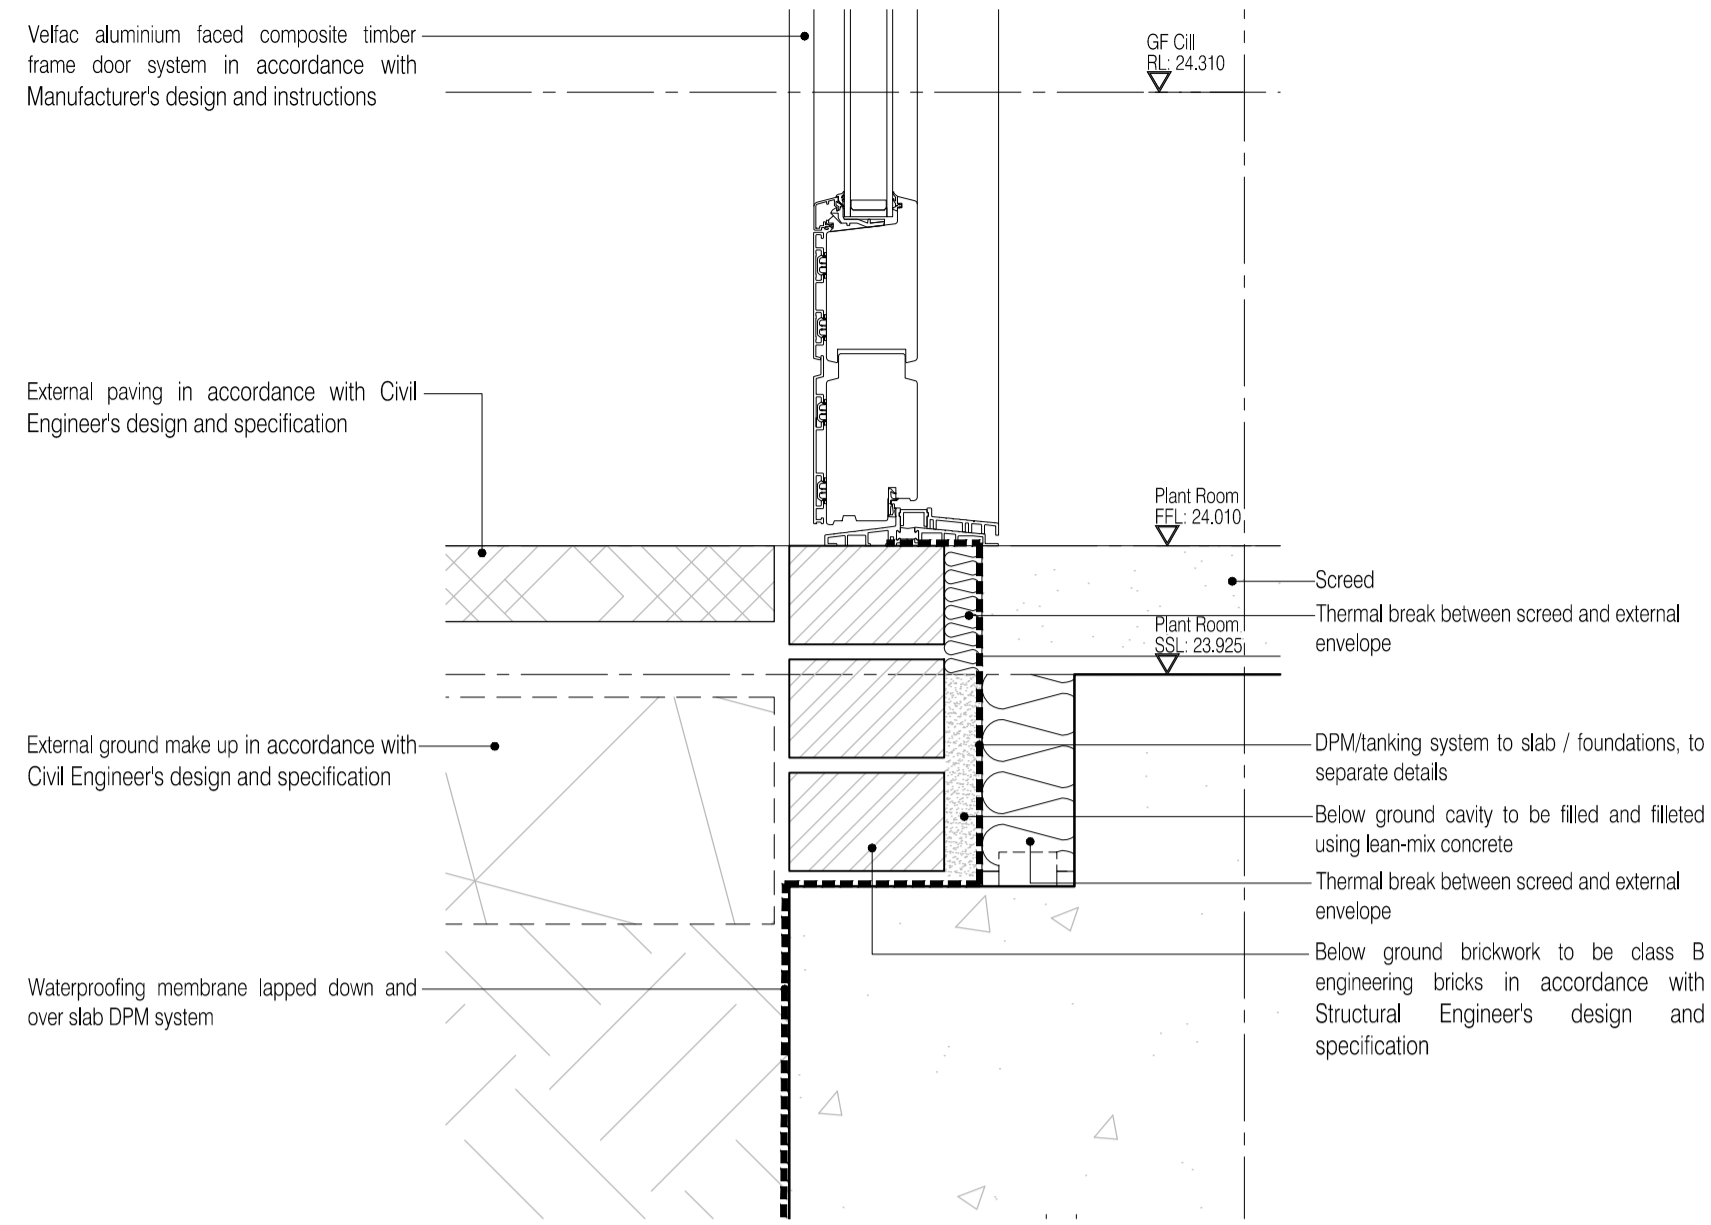 Velfac aluminium faced composite timber
frame door system in accordance with
Manufacturer's design and instructions
GF Cill
RL: 24.310
External paving in accordance with Civil
Engineer's design and specification
Plant Room
FFL: 24.010
Screed
Thermal break between screed and external
envelope
Plant Room
SSL: 23.925
External ground make up in accordance with
Civil Engineer's design and specification
DPM/tanking system to slab / foundations, to
separate details
Below ground cavity to be filled and filleted
using lean-mix concrete
Thermal break between screed and external
envelope
Below ground brickwork to be class B
engineering bricks in accordance with
Structural Engineer's design and
specification
Waterproofing membrane lapped down and
over slab DPM system